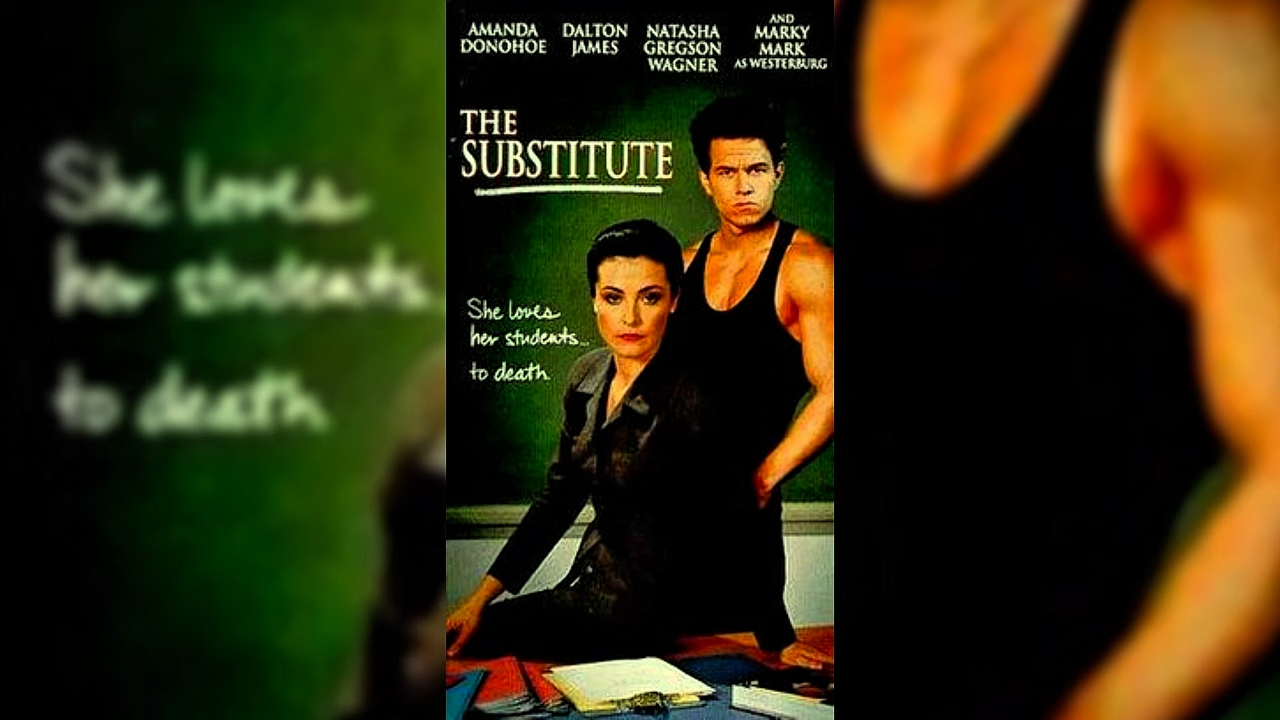 AMANDA
DONOHOE
DALTON
JAMES
NATASHA
GREGSON
WAGNER
AND
MARKY
MARK
AS WESTERBURG
THE
SUBSTITUTE
She loves
her students...
to death.
She loves
her students
to death